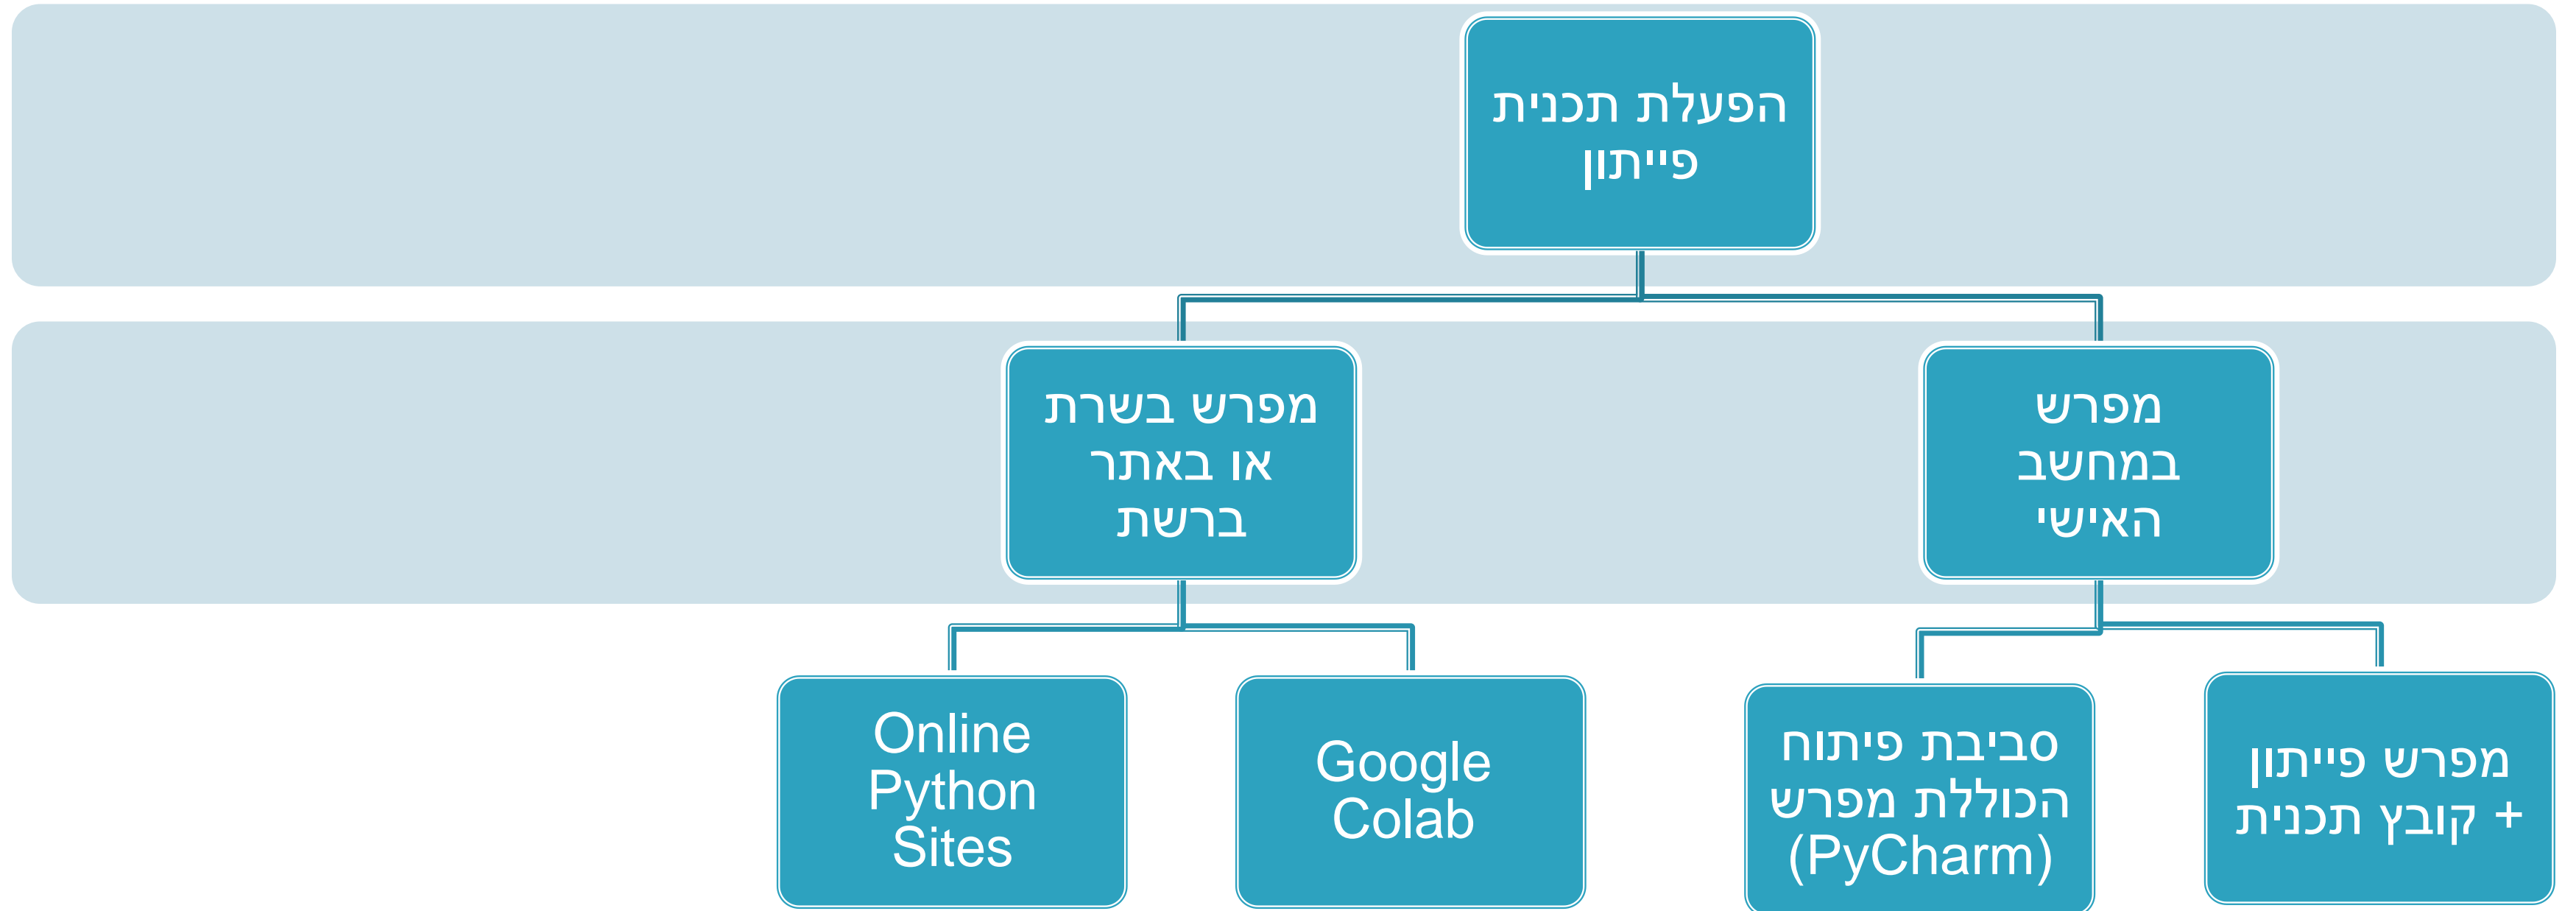 הפעלת תכנית
פייתון
מפרש
במחשב
האישי
מפרש בשרת
או באתר
ברשת
מפרש פייתון
+ קובץ תכנית
סביבת פיתוח
הכוללת מפרש
(PyCharm)
Google
Colab
Online
Python
Sites